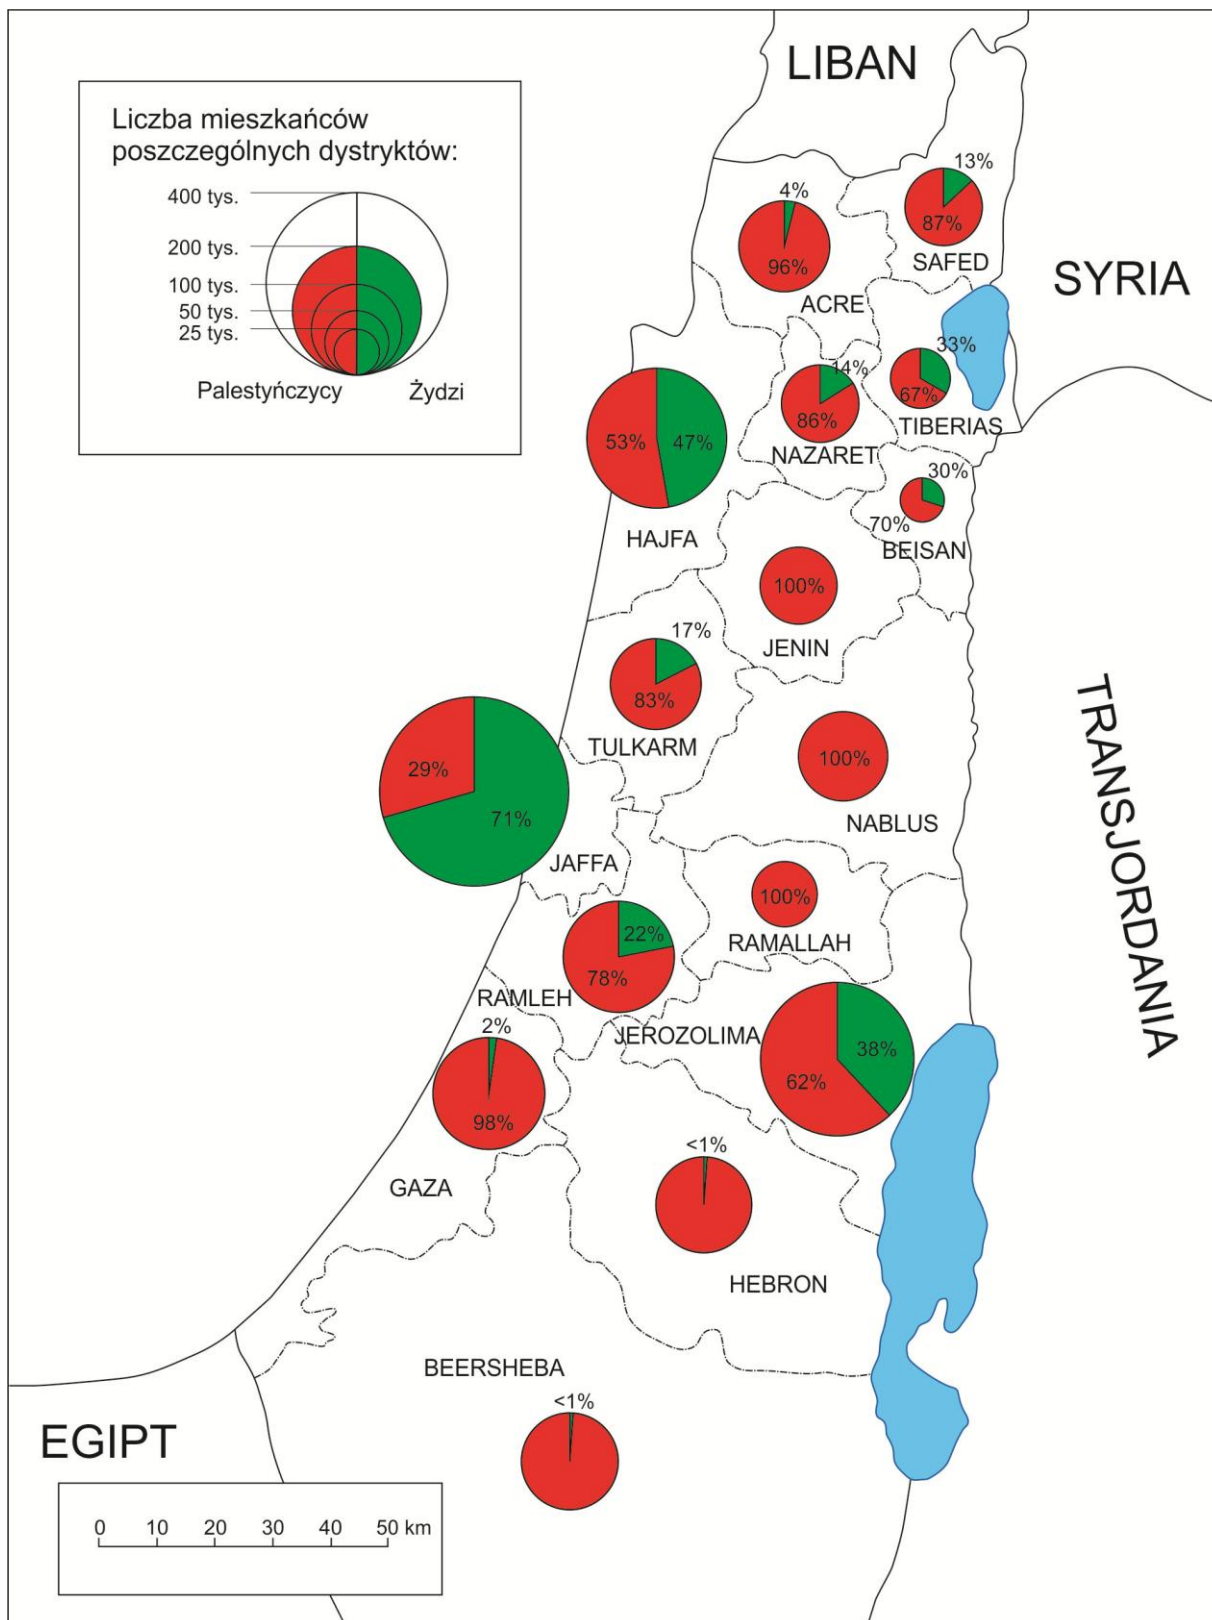 LIBAN
Liczba mieszkańców
poszczególnych dystryktów:
400 tys.
200 tys.
100 tys.
50 tys.
25 tys.
Palestyńczycy
Żydzi
13%
87%
SAFED
4%
96%
ACRE
SYRIA
33%
67%
TIBERIAS
14%
86%
NAZARET
53%
47%
HAJFA
30%
70%
BEISAN
100%
JENIN
17%
83%
TULKARM
TRANSJORDANIA
100%
NABLUS
29%
71%
JAFFA
100%
RAMALLAH
22%
78%
RAMLEH
JEROZOLIMA
38%
62%
2%
98%
GAZA
<1%
HEBRON
BEERSHEBA
<1%
EGIPT
0 10 20 30 40 50 km